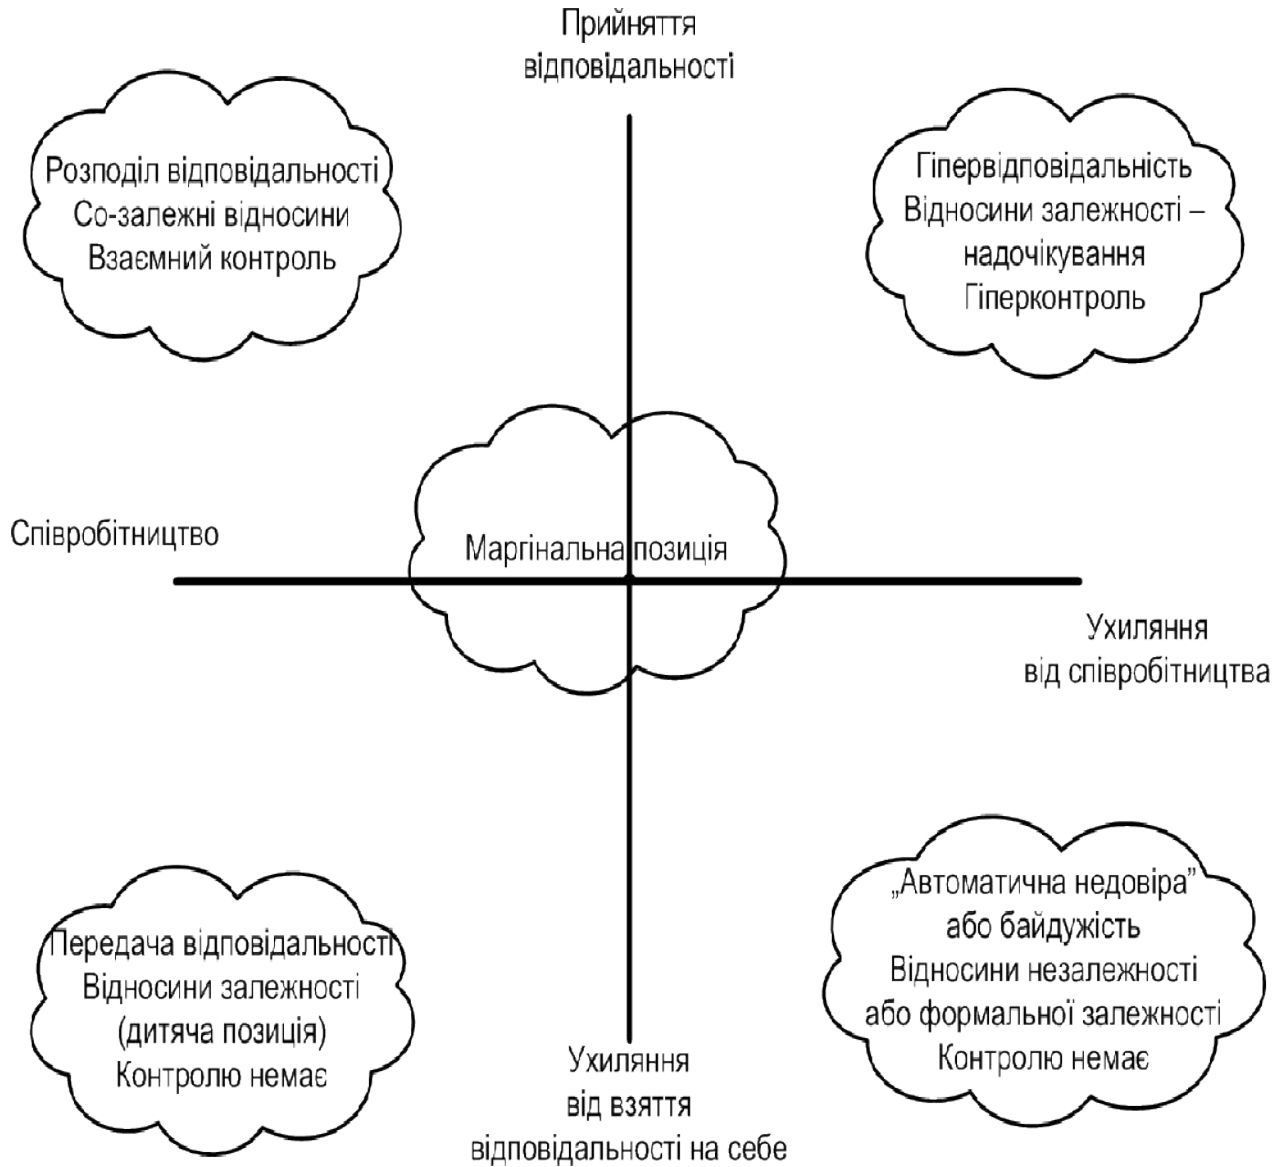 Прийняття
відповідальності
Розподіл відповідальності
Со-залежні відносини
Взаємний контроль
Гіпервідповідальність
Відносини залежності –
надочікування
Гіперконтроль
Співробітництво
Маргінальна позиція
Ухиляння
від співробітництва
Передача відповідальності
Відносини залежності
(дитяча позиція)
Контролю немає
„Автоматична недовіра”
або байдужість
Відносини незалежності
або формальної залежності
Контролю немає
Ухиляння
від взяття
відповідальності на себе